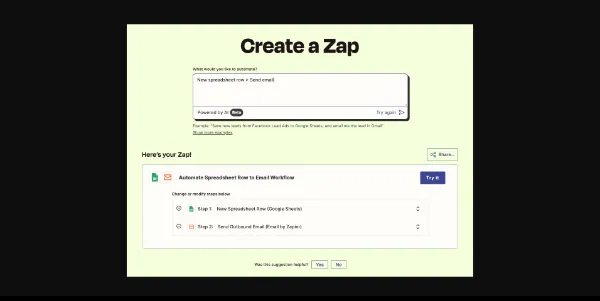 Create a Zap
What would you like to automate?
New spreadsheet row > Send email
Powered by AI Beta
Try again
Example: "Send new leads from Facebook Lead Ads to Google Sheets, and email me the lead in Gmail"
Show more examples
Here's your Zap!
Share...
Automate Spreadsheet Row to Email Workflow
Try it
Change or modify steps below
Step 1: New Spreadsheet Row (Google Sheets)
Step 2: Send Outbound Email (Email by Zapier)
Was this suggestion helpful? Yes No